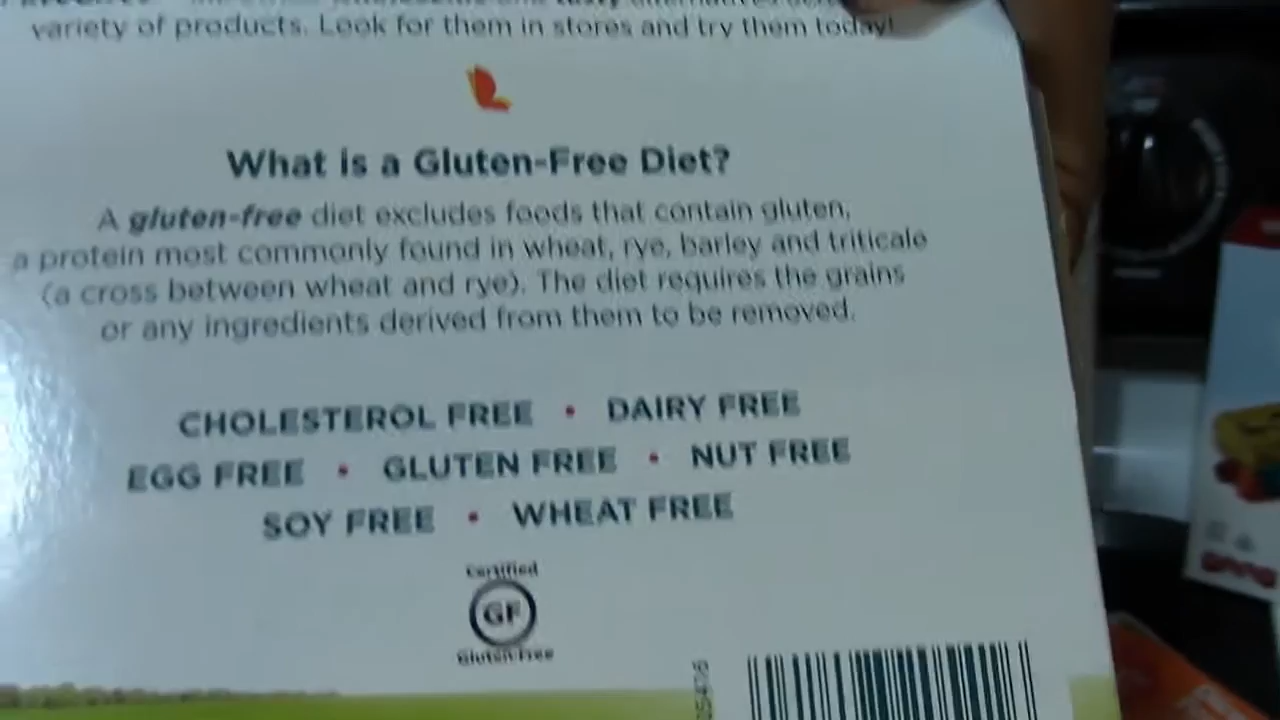 variety of products. Look for them in stores and try them today!
What is a Gluten-Free Diet?
A gluten-free diet excludes foods that contain gluten,
a protein most commonly found in wheat, rye, barley and triticale
(a cross between wheat and rye). The diet requires the grains
or any ingredients derived from them to be removed.
CHOLESTEROL FREE • DAIRY FREE
EGG FREE • GLUTEN FREE • NUT FREE
SOY FREE • WHEAT FREE
Certified
GF
Gluten-Free